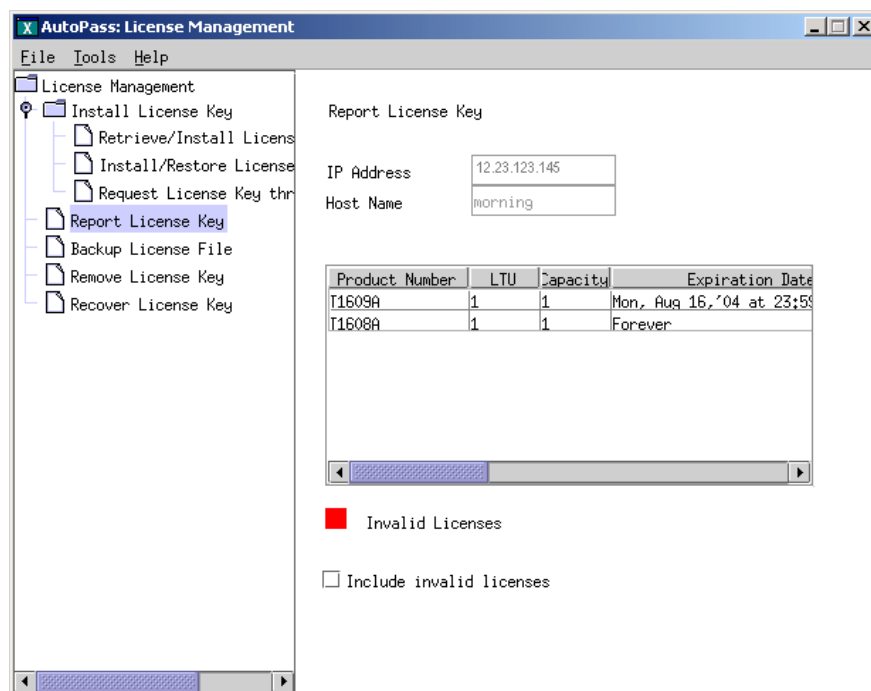 AutoPass: License Management
File Tools Help
License Management
Install License Key
Retrieve/Install Licens
Install/Restore License
Request License Key thr
Report License Key
Backup License File
Remove License Key
Recover License Key
Report License Key
IP Address 12.23.123.145
Host Name morning
Product Number LTU Capacity Expiration Date
T1609A 1 1 Mon, Aug 16,'04 at 23:59
T1608A 1 1 Forever
Invalid Licenses
Include invalid licenses